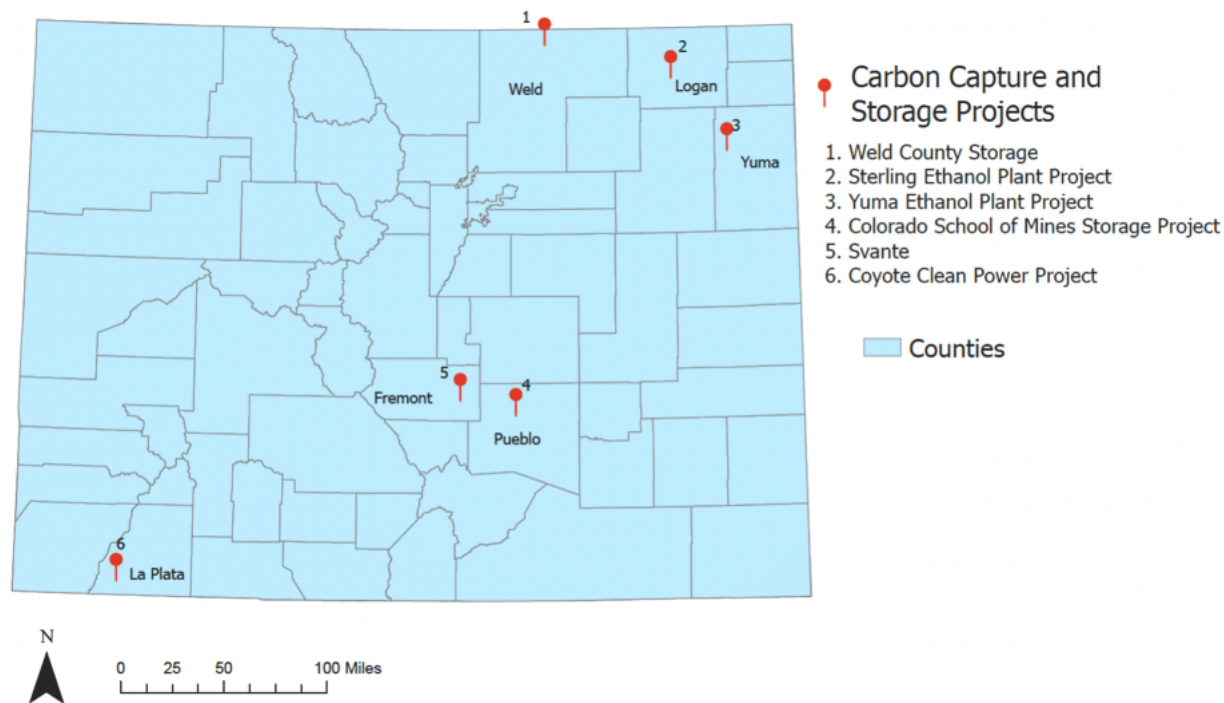 1
2
Logan
Weld
3
Yuma
5
4
Fremont
Pueblo
6
La Plata
Carbon Capture and
Storage Projects
1. Weld County Storage
2. Sterling Ethanol Plant Project
3. Yuma Ethanol Plant Project
4. Colorado School of Mines Storage Project
5. Svante
6. Coyote Clean Power Project
Counties
N
0 25 50 100 Miles